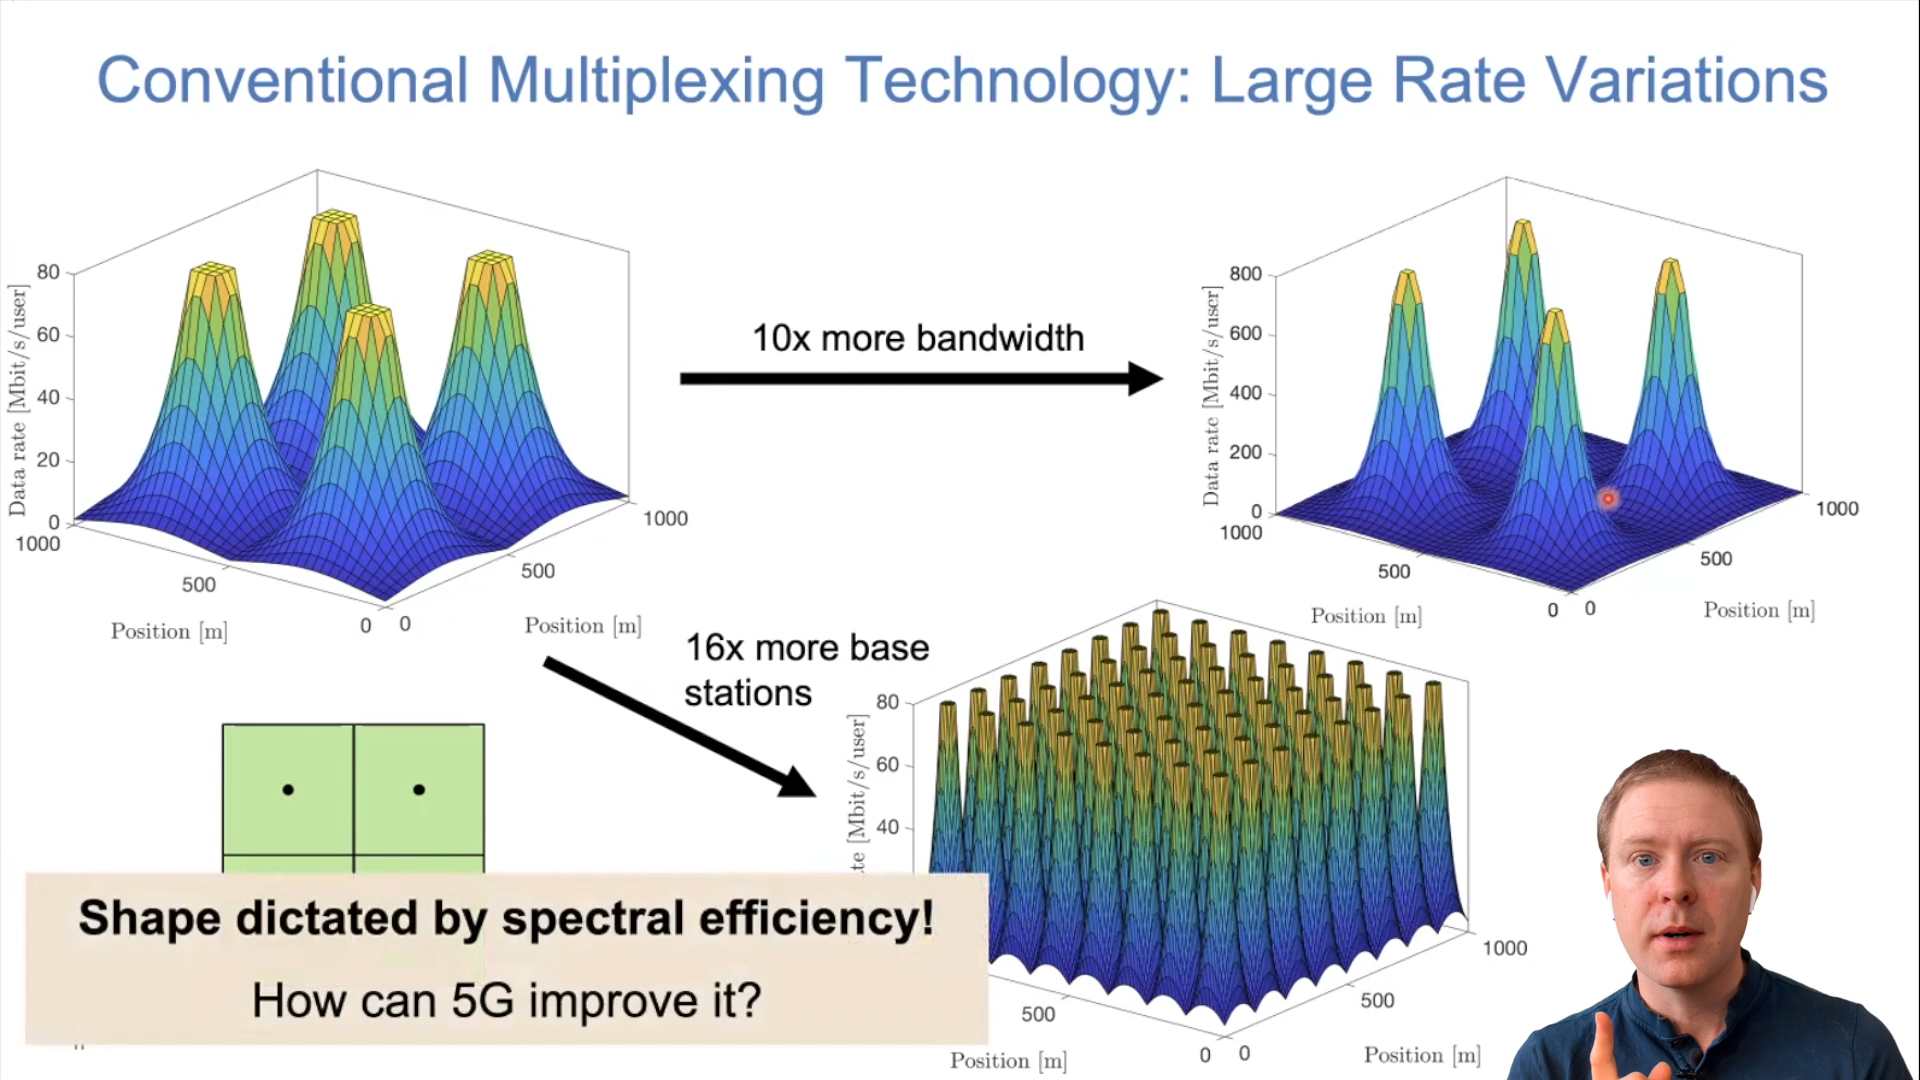 Conventional Multiplexing Technology: Large Rate Variations
80
60
40
20
0
Data rate [Mbit/s/user]
1000
500
0
Position [m]
0
500
1000
Position [m]
10x more bandwidth
800
600
400
200
0
Data rate [Mbit/s/user]
1000
500
0
Position [m]
0
500
1000
Position [m]
16x more base
stations
80
60
40
[Mbit/s/user]
500
0
Position [m]
0
500
1000
Position [m]
Shape dictated by spectral efficiency!
How can 5G improve it?